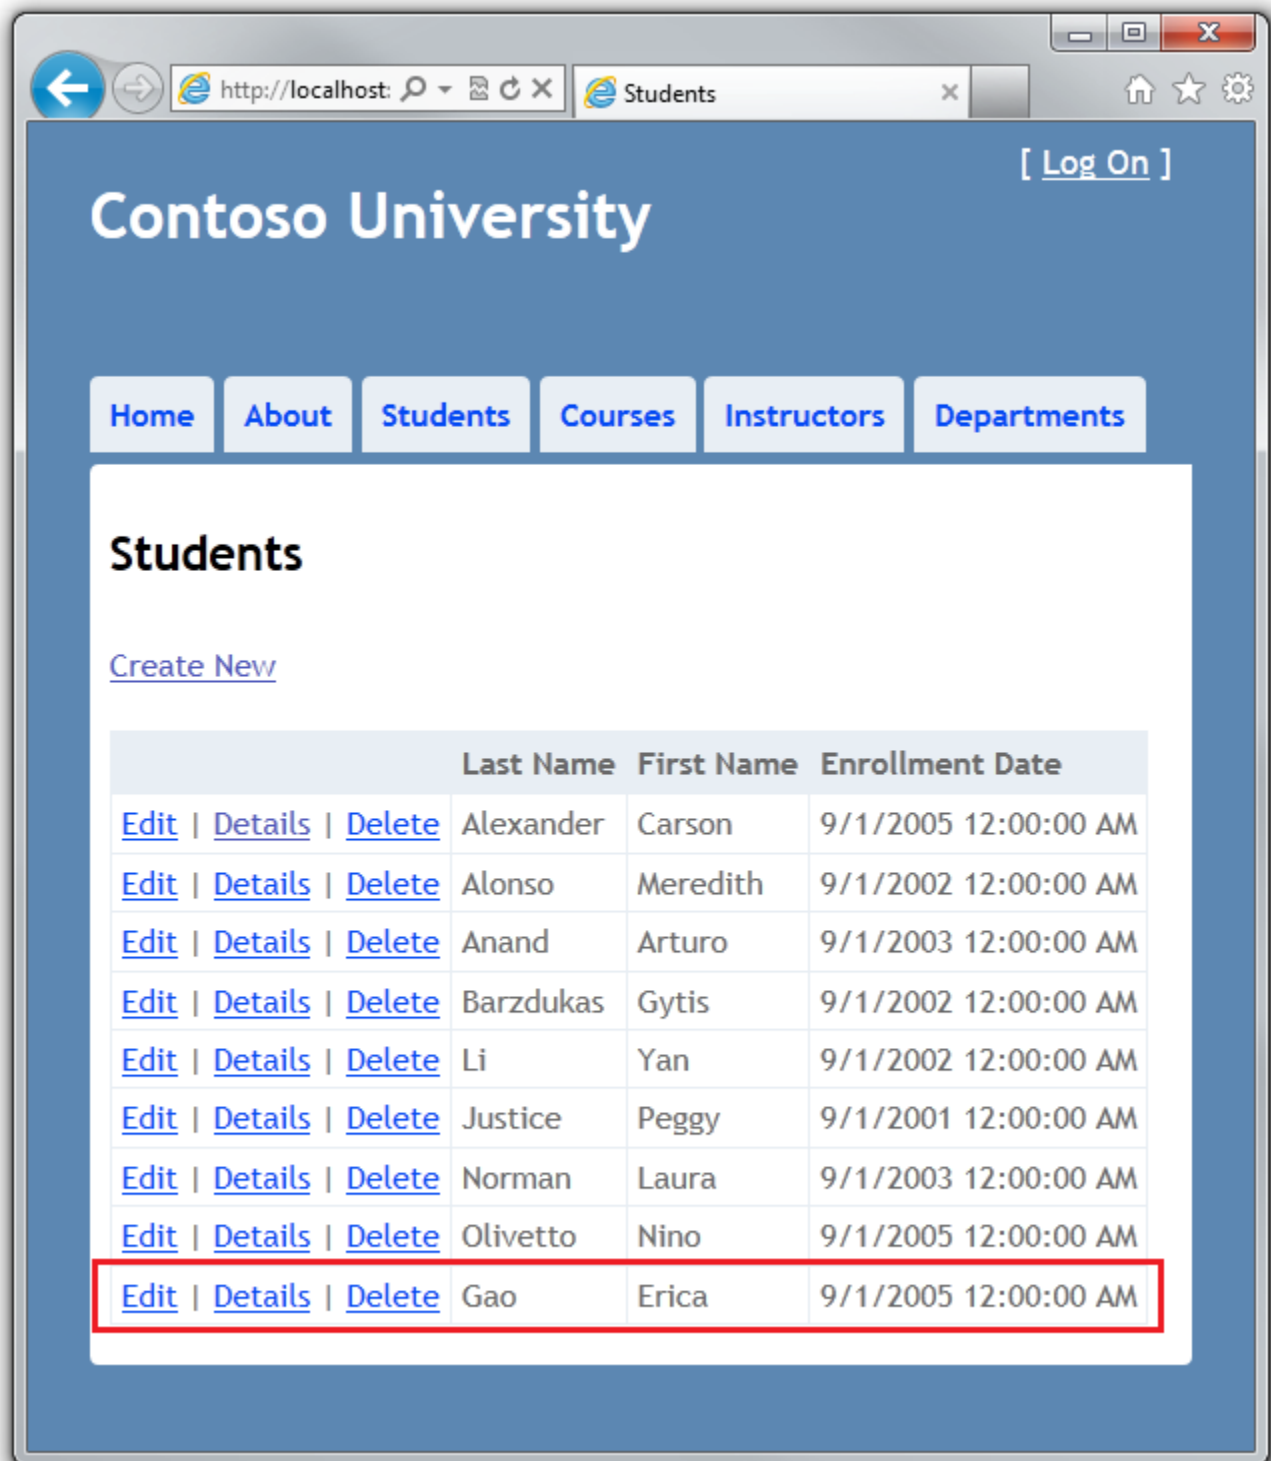 http://localhost: Students
[ Log On ]
Contoso University
Home About Students Courses Instructors Departments
Students
Create New
Last Name First Name Enrollment Date
Edit | Details | Delete Alexander Carson 9/1/2005 12:00:00 AM
Edit | Details | Delete Alonso Meredith 9/1/2002 12:00:00 AM
Edit | Details | Delete Anand Arturo 9/1/2003 12:00:00 AM
Edit | Details | Delete Barzdukas Gytis 9/1/2002 12:00:00 AM
Edit | Details | Delete Li Yan 9/1/2002 12:00:00 AM
Edit | Details | Delete Justice Peggy 9/1/2001 12:00:00 AM
Edit | Details | Delete Norman Laura 9/1/2003 12:00:00 AM
Edit | Details | Delete Olivetto Nino 9/1/2005 12:00:00 AM
Edit | Details | Delete Gao Erica 9/1/2005 12:00:00 AM